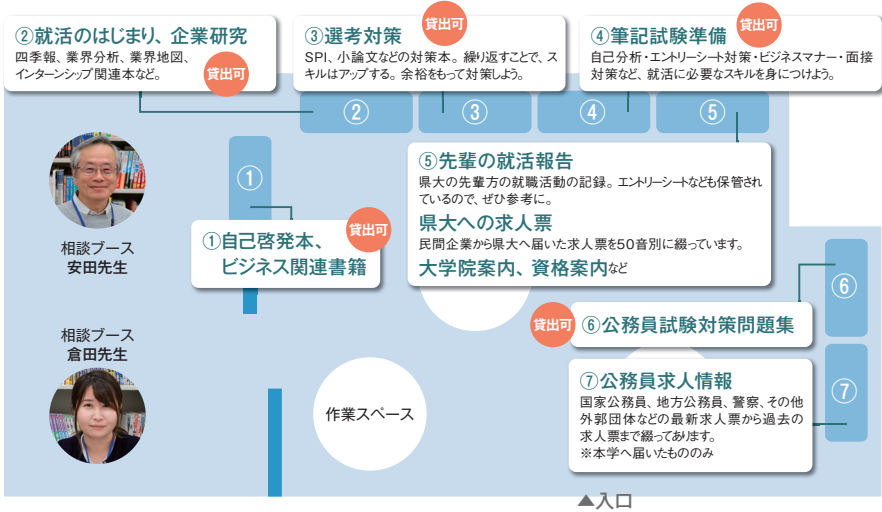 ②就活のはじまり、企業研究
四季報、業界分析、業界地図、
インターンシップ関連本など。
貸出可
③選考対策
貸出可
SPI、小論文などの対策本。繰り返すことで、ス
キルはアップする。余裕をもって対策しよう。
④筆記試験準備
貸出可
自己分析・エントリーシート対策・ビジネスマナー・面接
対策など、就活に必要なスキルを身につけよう。
②
③
④
⑤
①
①自己啓発本、
ビジネス関連書籍
貸出可
⑤先輩の就活報告
県大の先輩方の就職活動の記録。エントリーシートなども保管され
ているので、ぜひ参考に。
県大への求人票
民間企業から県大へ届いた求人票を50音別に綴っています。
大学院案内、資格案内など
相談ブース
安田先生
相談ブース
倉田先生
作業スペース
貸出可
⑥公務員試験対策問題集
⑥
⑦公務員求人情報
国家公務員、地方公務員、警察、その他
外郭団体などの最新求人票から過去の
求人票まで綴ってあります。
※本学へ届いたもののみ
⑦
▲入口